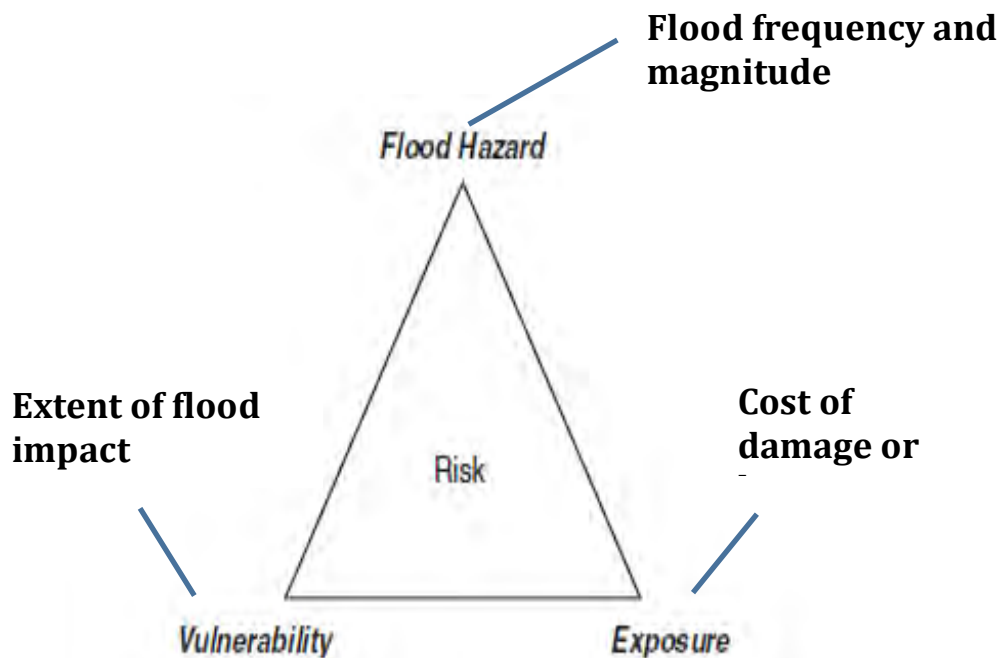 Flood frequency and
magnitude
Flood Hazard
Extent of flood
impact
Cost of
damage or
Risk
Vulnerability
Exposure